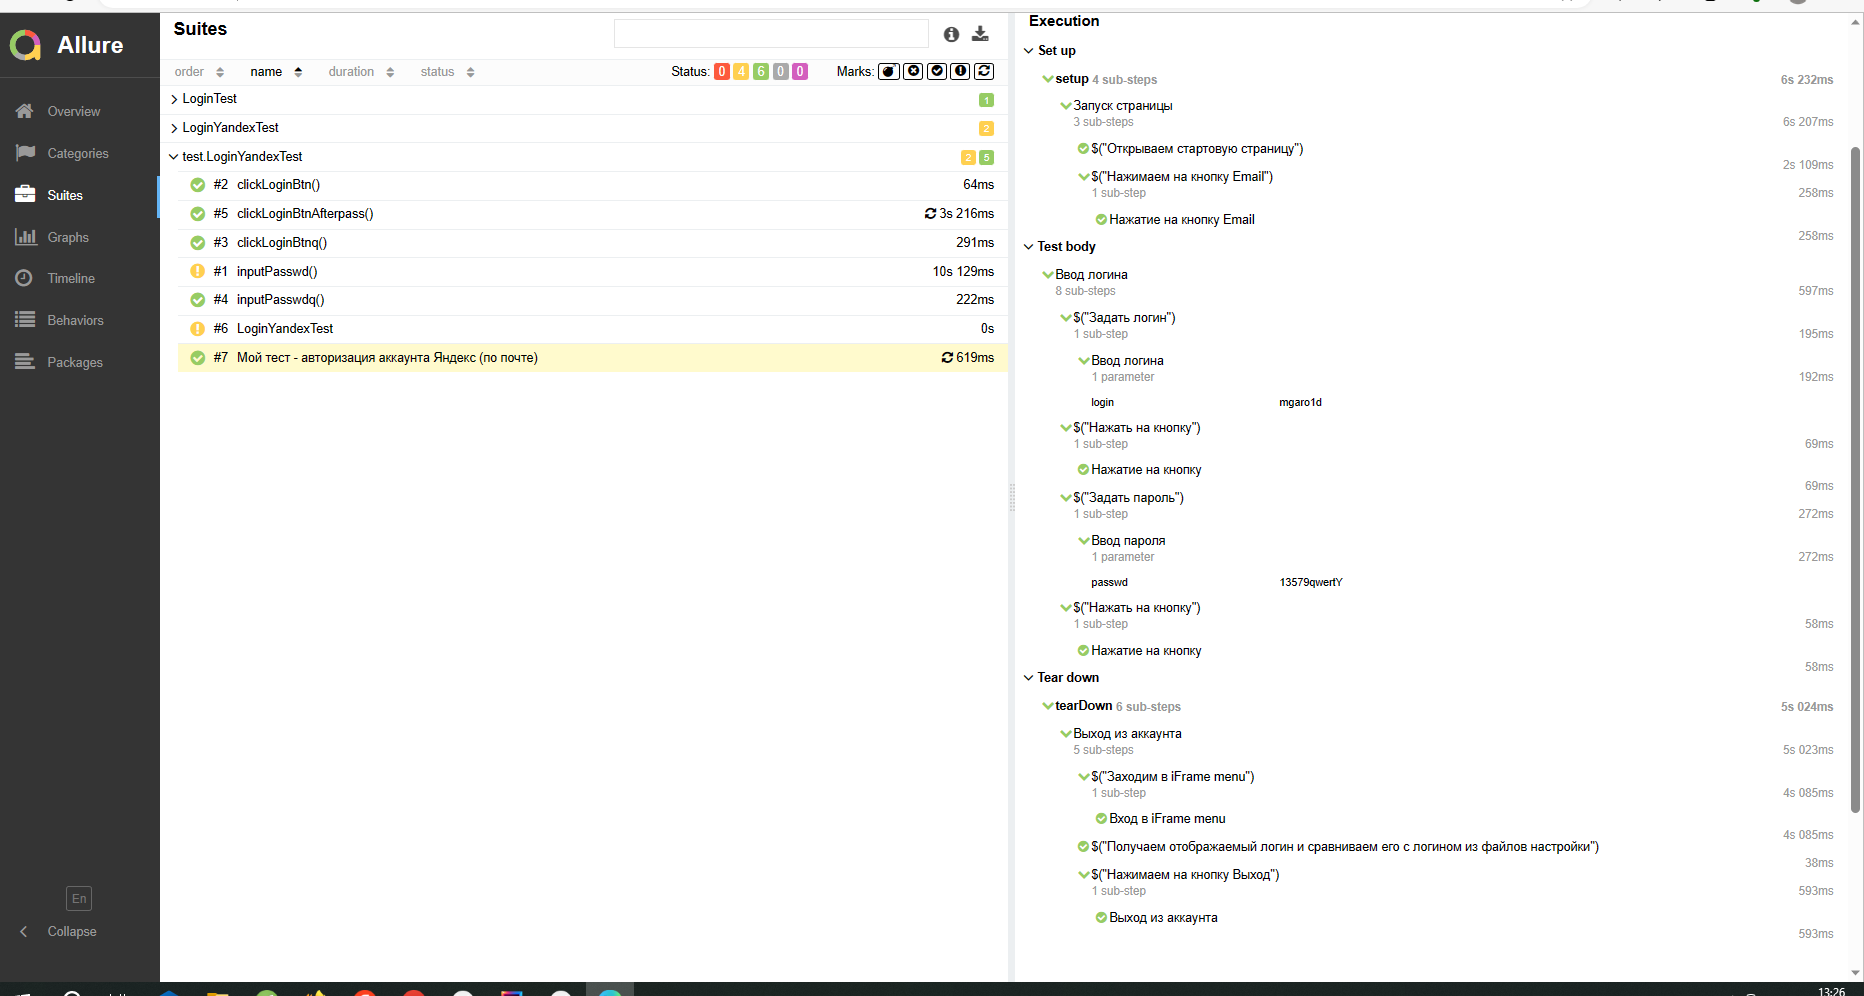 Allure
Overview
Categories
Suites
Graphs
Timeline
Behaviors
Packages
En
Collapse
Suites
order name duration status Status: 0 4 6 0 0 Marks:
LoginTest 1
LoginYandexTest 2
test.LoginYandexTest 2 5
#2 clickLoginBtn() 64ms
#5 clickLoginBtnAfterpass() 3s 216ms
#3 clickLoginBtnq() 291ms
#1 inputPasswd() 10s 129ms
#4 inputPasswdq() 222ms
#6 LoginYandexTest 0s
#7 Мой тест - авторизация аккаунта Яндекс (по почте) 619ms
Execution
Set up
setup 4 sub-steps 6s 232ms
Запуск страницы
3 sub-steps 6s 207ms
$("Открываем стартовую страницу")
2s 109ms
$("Нажимаем на кнопку Email")
1 sub-step 258ms
Нажатие на кнопку Email
258ms
Test body
Ввод логина
8 sub-steps 597ms
$("Задать логин")
1 sub-step 195ms
Ввод логина
1 parameter 192ms
login mgaro1d
$("Нажать на кнопку")
1 sub-step 69ms
Нажатие на кнопку
69ms
$("Задать пароль")
1 sub-step 272ms
Ввод пароля
1 parameter 272ms
passwd 13579qwertY
$("Нажать на кнопку")
1 sub-step 58ms
Нажатие на кнопку
58ms
Tear down
tearDown 6 sub-steps 5s 024ms
Выход из аккаунта
5 sub-steps 5s 023ms
$("Заходим в iFrame menu")
1 sub-step 4s 085ms
Вход в iFrame menu
4s 085ms
$("Получаем отображаемый логин и сравниваем его с логином из файлов настройки")
38ms
$("Нажимаем на кнопку Выход")
1 sub-step 593ms
Выход из аккаунта
593ms
13:26